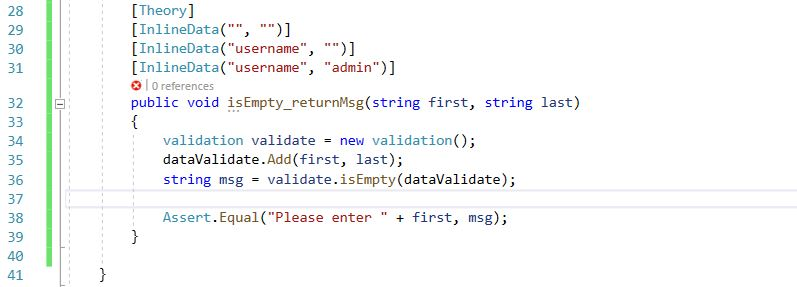 28 [Theory]
29 [InlineData("", "")]
30 [InlineData("username", "")]
31 [InlineData("username", "admin")]
| 0 references
32 public void isEmpty_returnMsg(string first, string last)
33 {
34 validation validate = new validation();
35 dataValidate.Add(first, last);
36 string msg = validate.isEmpty(dataValidate);
37
38 Assert.Equal("Please enter " + first, msg);
39 }
40
41 }